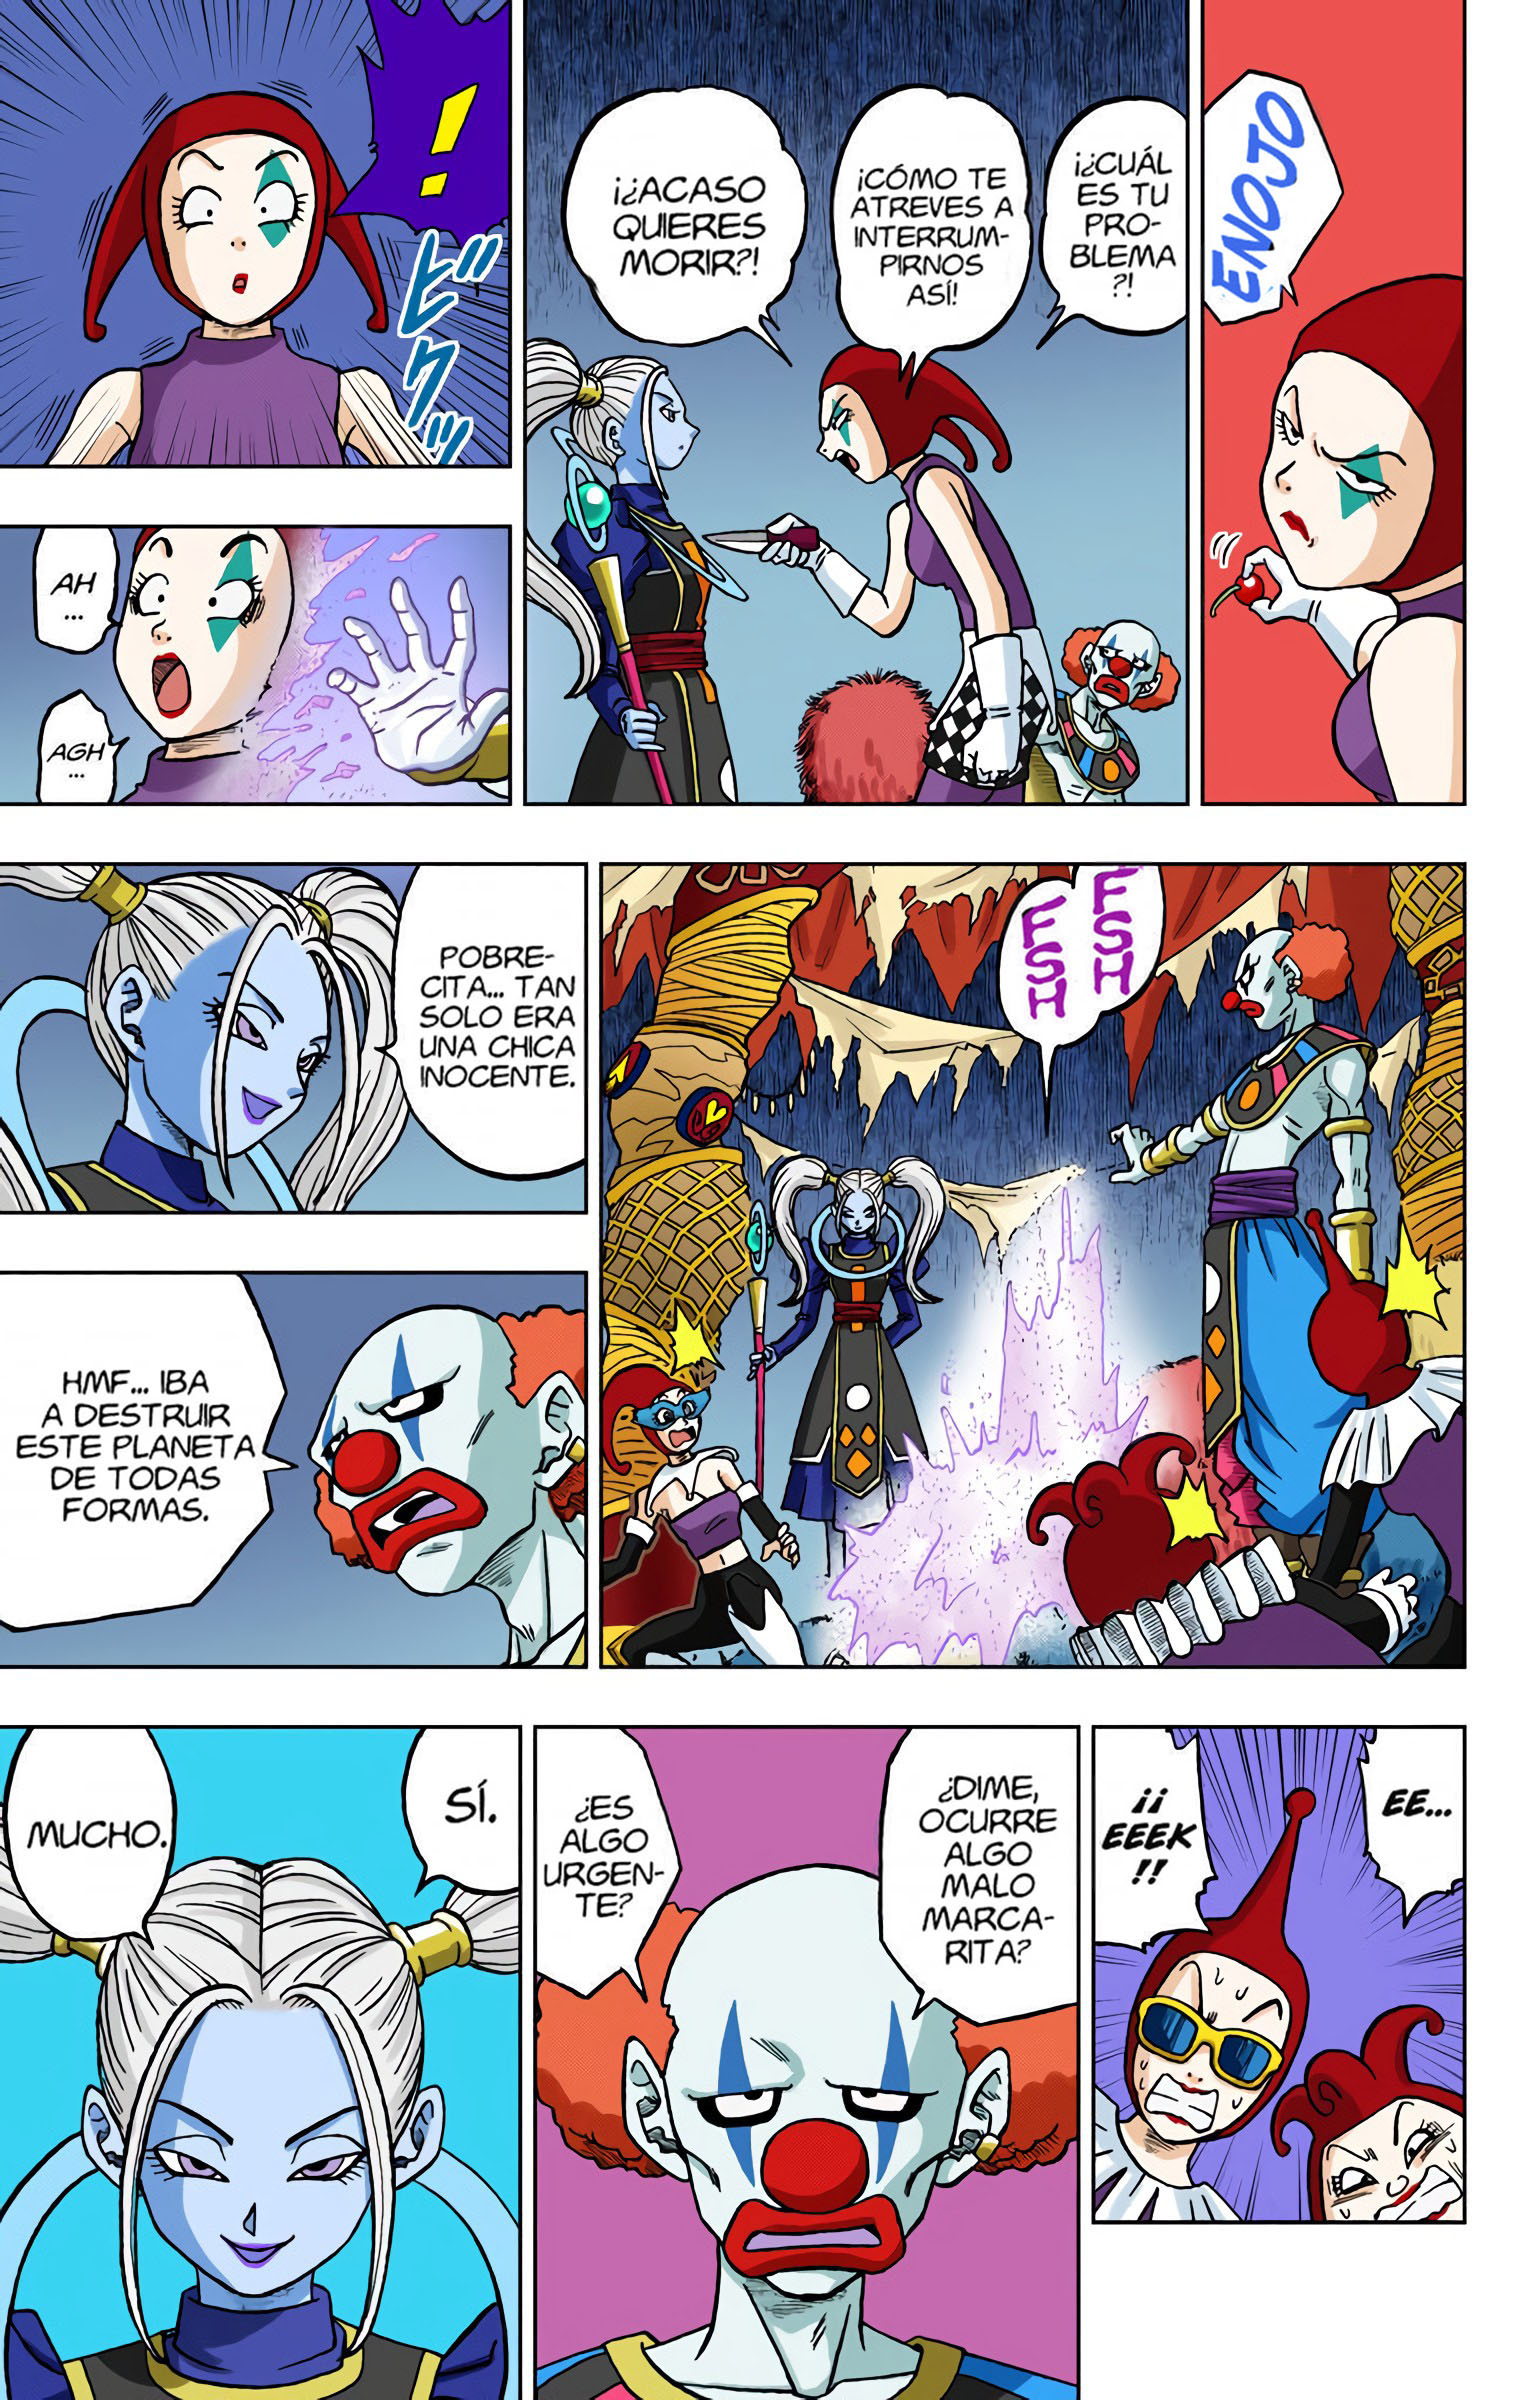 ENOJO
¡¿CUÁL
ES TU
PRO-
BLEMA
?!
¡CÓMO TE
ATREVES A
INTERRUM-
PIRNOS
ASÍ!
¡¿ACASO
QUIERES
MORIR?!
!
ビクッ
AH
...
AGH
...
FSH
FSH
POBRE-
CITA... TAN
SOLO ERA
UNA CHICA
INOCENTE.
HMF... IBA
A DESTRUIR
ESTE PLANETA
DE TODAS
FORMAS.
EE...
¡¡
EEEK
!!
¿DIME,
OCURRE
ALGO
MALO
MARCA-
RITA?
¿ES
ALGO
URGEN-
TE?
SÍ.
MUCHO.